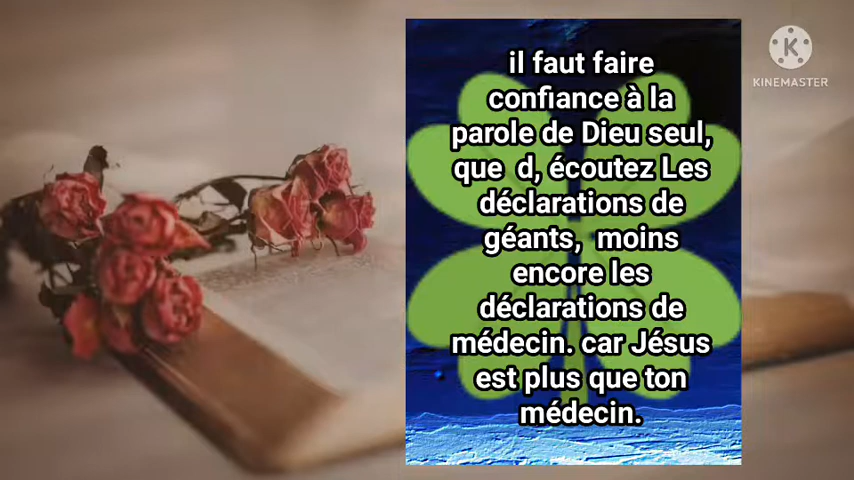 il faut faire
confiance à la
parole de Dieu seul,
que d, écoutez Les
déclarations de
géants, moins
encore les
déclarations de
médecin. car Jésus
est plus que ton
médecin.
K
KINEMASTER